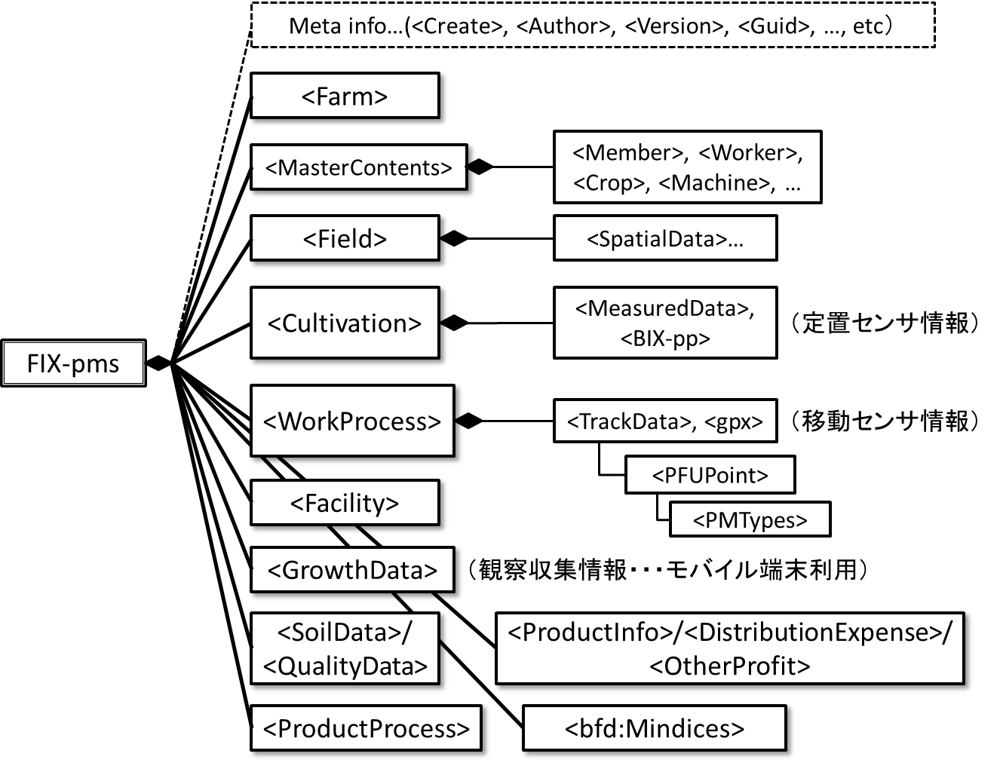 Meta info…(<Create>, <Author>, <Version>, <Guid>, …, etc）
<Farm>
<MasterContents>
<Member>, <Worker>,
<Crop>, <Machine>, …
<Field>
<SpatialData>…
<Cultivation>
<MeasuredData>,
<BIX-pp>
（定置センサ情報）
FIX-pms
<WorkProcess>
<TrackData>, <gpx>
（移動センサ情報）
<PFUPoint>
<PMTypes>
<Facility>
<GrowthData>
（観察収集情報・・・モバイル端末利用）
<SoilData>/
<QualityData>
<ProductInfo>/<DistributionExpense>/
<OtherProfit>
<ProductProcess>
<bfd:Mindices>